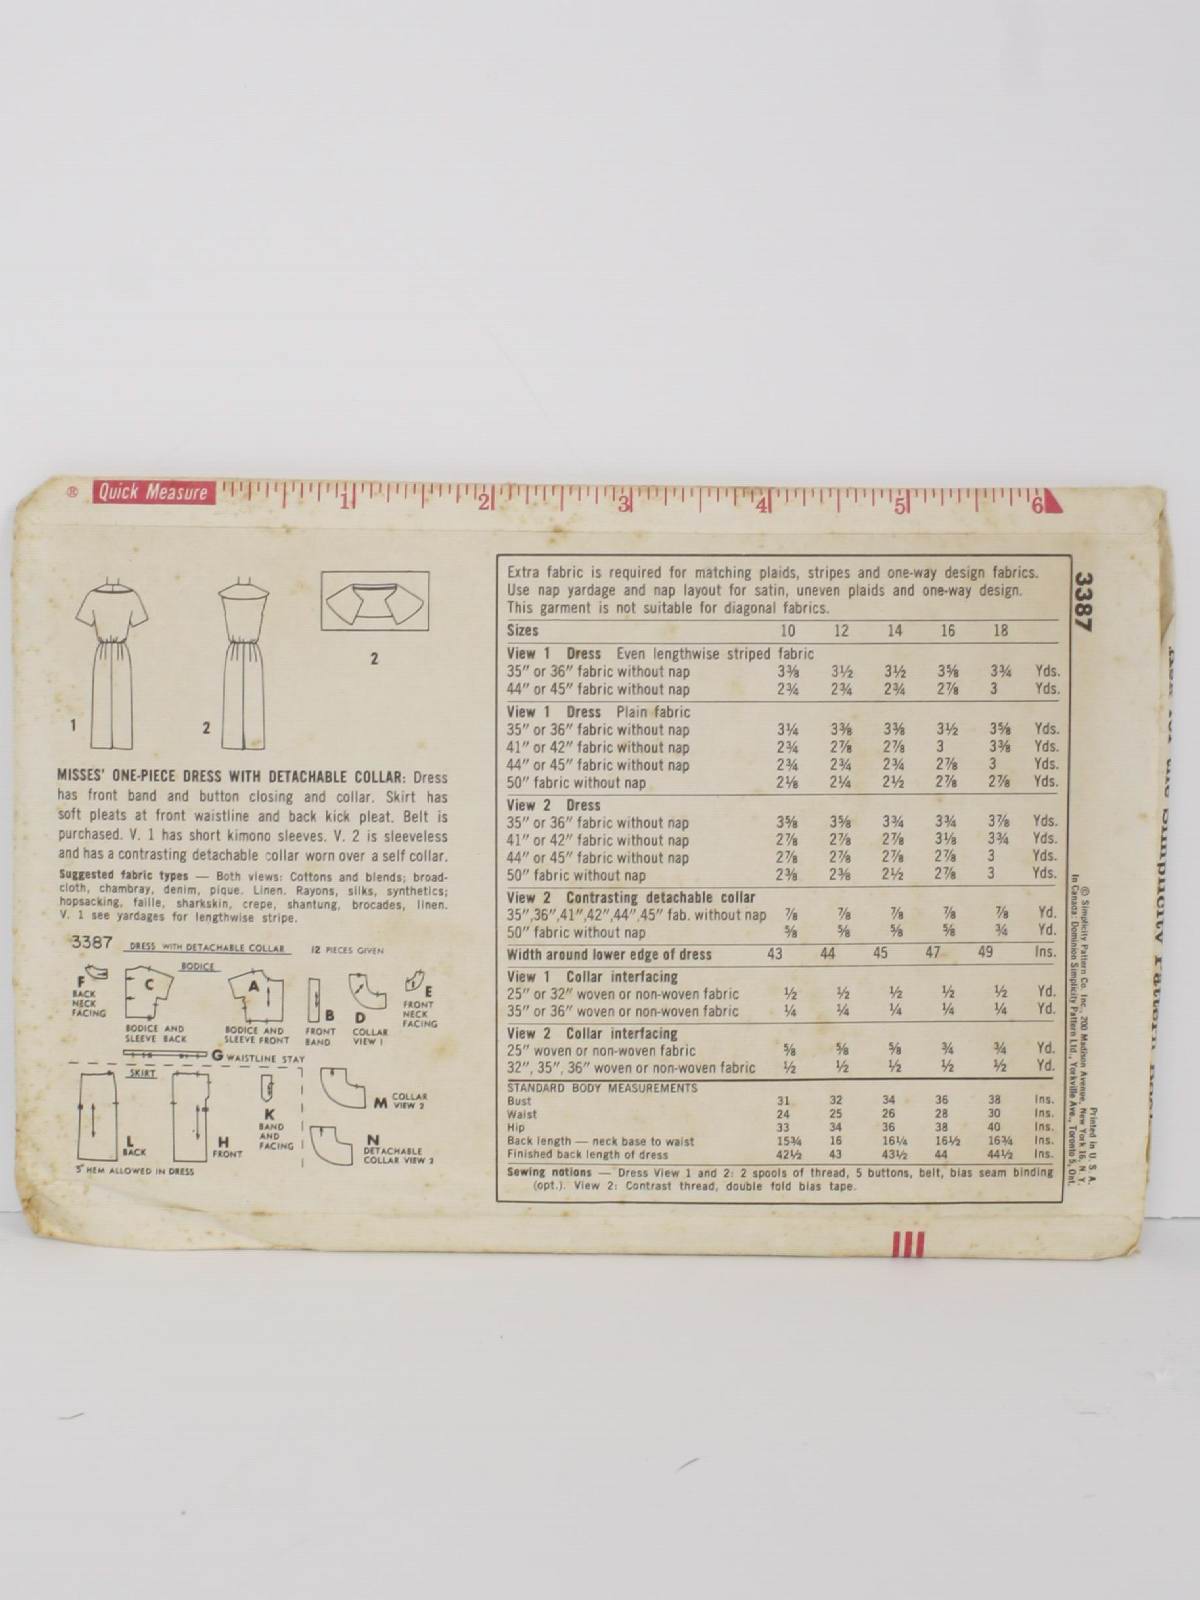 ® Quick Measure 1 2 3 4 5 6
1
2
2
MISSES' ONE-PIECE DRESS WITH DETACHABLE COLLAR: Dress
has front band and button closing and collar. Skirt has
soft pleats at front waistline and back kick pleat. Belt is
purchased. V. 1 has short kimono sleeves. V. 2 is sleeveless
and has a contrasting detachable collar worn over a self collar.
Suggested fabric types — Both views: Cottons and blends; broad-
cloth, chambray, denim, pique. Linen. Rayons, silks, synthetics;
hopsacking, faille, sharkskin, crepe, shantung, brocades, linen.
V. 1 see yardages for lengthwise stripe.
3387 DRESS WITH DETACHABLE COLLAR 12 PIECES GIVEN
BODICE
F
BACK
NECK
FACING
C
BODICE AND
SLEEVE BACK
A
BODICE AND
SLEEVE FRONT
B
FRONT
BAND
D
COLLAR
VIEW 1
E
FRONT
NECK
FACING
G WAISTLINE STAY
SKIRT
L
BACK
H
FRONT
K
BAND
AND
FACING
M COLLAR
VIEW 2
N
DETACHABLE
COLLAR VIEW 2
3" HEM ALLOWED IN DRESS
Extra fabric is required for matching plaids, stripes and one-way design fabrics.
Use nap yardage and nap layout for satin, uneven plaids and one-way design.
This garment is not suitable for diagonal fabrics.
Sizes 10 12 14 16 18
View 1 Dress Even lengthwise striped fabric
35" or 36" fabric without nap 3⅜ 3½ 3½ 3⅝ 3¾ Yds.
44" or 45" fabric without nap 2¾ 2¾ 2¾ 2⅞ 3 Yds.
View 1 Dress Plain fabric
35" or 36" fabric without nap 3¼ 3⅜ 3⅜ 3½ 3⅝ Yds.
41" or 42" fabric without nap 2¾ 2⅞ 2⅞ 3 3⅜ Yds.
44" or 45" fabric without nap 2¾ 2¾ 2¾ 2⅞ 3 Yds.
50" fabric without nap 2⅛ 2¼ 2½ 2⅞ 2⅞ Yds.
View 2 Dress
35" or 36" fabric without nap 3⅝ 3⅝ 3¾ 3¾ 3⅞ Yds.
41" or 42" fabric without nap 2⅞ 2⅞ 2⅞ 3⅛ 3¾ Yds.
44" or 45" fabric without nap 2⅞ 2⅞ 2⅞ 2⅞ 3 Yds.
50" fabric without nap 2⅜ 2⅜ 2½ 2⅞ 3 Yds.
View 2 Contrasting detachable collar
35",36",41",42",44",45" fab. without nap ⅞ ⅞ ⅞ ⅞ ⅞ Yd.
50" fabric without nap ⅝ ⅝ ⅝ ⅝ ¾ Yd.
Width around lower edge of dress 43 44 45 47 49 Ins.
View 1 Collar interfacing
25" or 32" woven or non-woven fabric ½ ½ ½ ½ ½ Yd.
35" or 36" woven or non-woven fabric ¼ ¼ ¼ ¼ ¼ Yd.
View 2 Collar interfacing
25" woven or non-woven fabric ⅝ ⅝ ⅝ ¾ ¾ Yd.
32", 35", 36" woven or non-woven fabric ½ ½ ½ ½ ½ Yd.
STANDARD BODY MEASUREMENTS
Bust 31 32 34 36 38 Ins.
Waist 24 25 26 28 30 Ins.
Hip 33 34 36 38 40 Ins.
Back length — neck base to waist 15¾ 16 16¼ 16½ 16¾ Ins.
Finished back length of dress 42½ 43 43½ 44 44½ Ins.
Sewing notions — Dress View 1 and 2: 2 spools of thread, 5 buttons, belt, bias seam binding
(opt.). View 2: Contrast thread, double fold bias tape.
3387
Printed in U. S. A.
© Simplicity Pattern Co. Inc., 200 Madison Avenue, New York 16, N. Y.
In Canada: Dominion Simplicity Pattern Ltd., Yorkville Ave., Toronto 5, Ont.